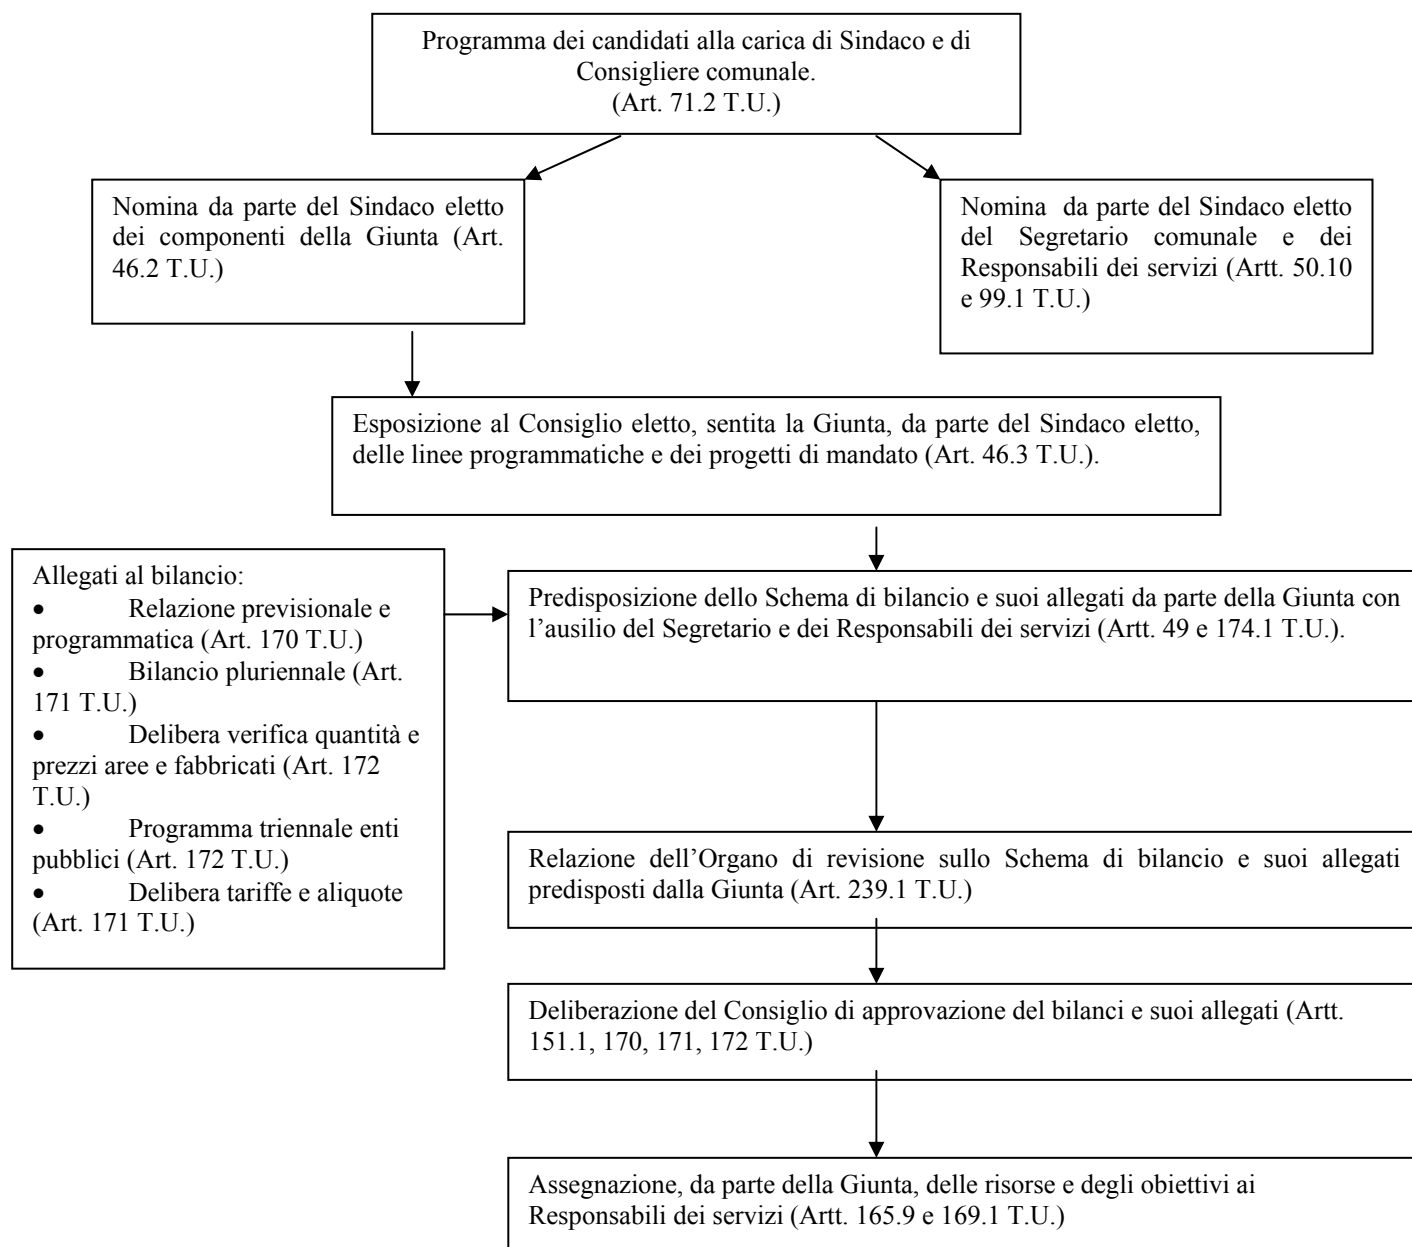 Programma dei candidati alla carica di Sindaco e di
Consigliere comunale.
(Art. 71.2 T.U.)
Nomina da parte del Sindaco eletto
dei componenti della Giunta (Art.
46.2 T.U.)
Nomina da parte del Sindaco eletto
del Segretario comunale e dei
Responsabili dei servizi (Artt. 50.10
e 99.1 T.U.)
Esposizione al Consiglio eletto, sentita la Giunta, da parte del Sindaco eletto,
delle linee programmatiche e dei progetti di mandato (Art. 46.3 T.U.).
Allegati al bilancio:
• Relazione previsionale e
programmatica (Art. 170 T.U.)
• Bilancio pluriennale (Art.
171 T.U.)
• Delibera verifica quantità e
prezzi aree e fabbricati (Art. 172
T.U.)
• Programma triennale enti
pubblici (Art. 172 T.U.)
• Delibera tariffe e aliquote
(Art. 171 T.U.)
Predisposizione dello Schema di bilancio e suoi allegati da parte della Giunta con
l’ausilio del Segretario e dei Responsabili dei servizi (Artt. 49 e 174.1 T.U.).
Relazione dell’Organo di revisione sullo Schema di bilancio e suoi allegati
predisposti dalla Giunta (Art. 239.1 T.U.)
Deliberazione del Consiglio di approvazione del bilanci e suoi allegati (Artt.
151.1, 170, 171, 172 T.U.)
Assegnazione, da parte della Giunta, delle risorse e degli obiettivi ai
Responsabili dei servizi (Artt. 165.9 e 169.1 T.U.)